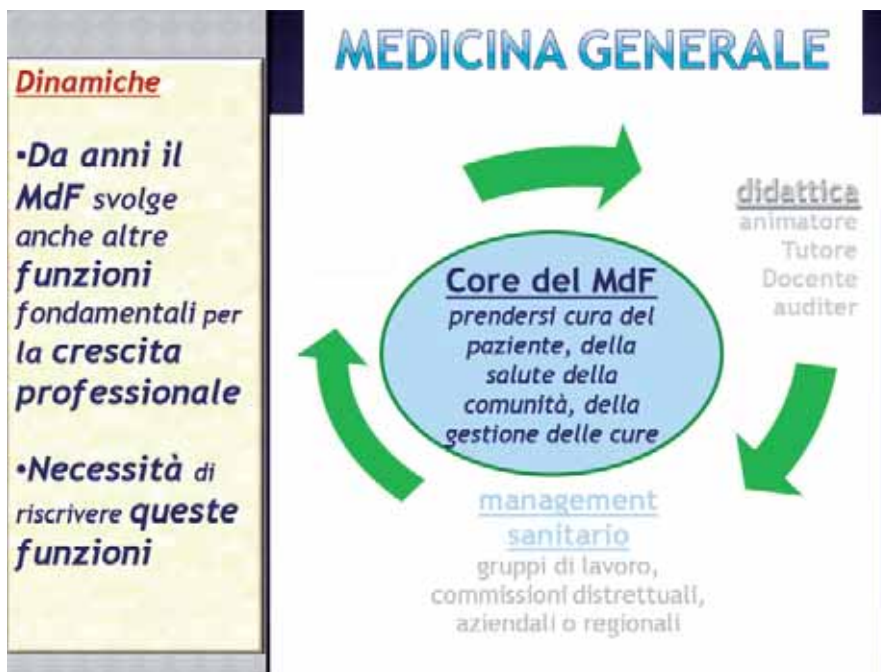 MEDICINA GENERALE
Dinamiche
•Da anni il
MdF svolge
anche altre
funzioni
fondamentali per
la crescita
professionale
•Necessità di
riscrivere queste
funzioni
didattica
animatore
Tutore
Docente
auditer
Core del MdF
prendersi cura del
paziente, della
salute della
comunità, della
gestione delle cure
management
sanitario
gruppi di lavoro,
commissioni distrettuali,
aziendali o regionali